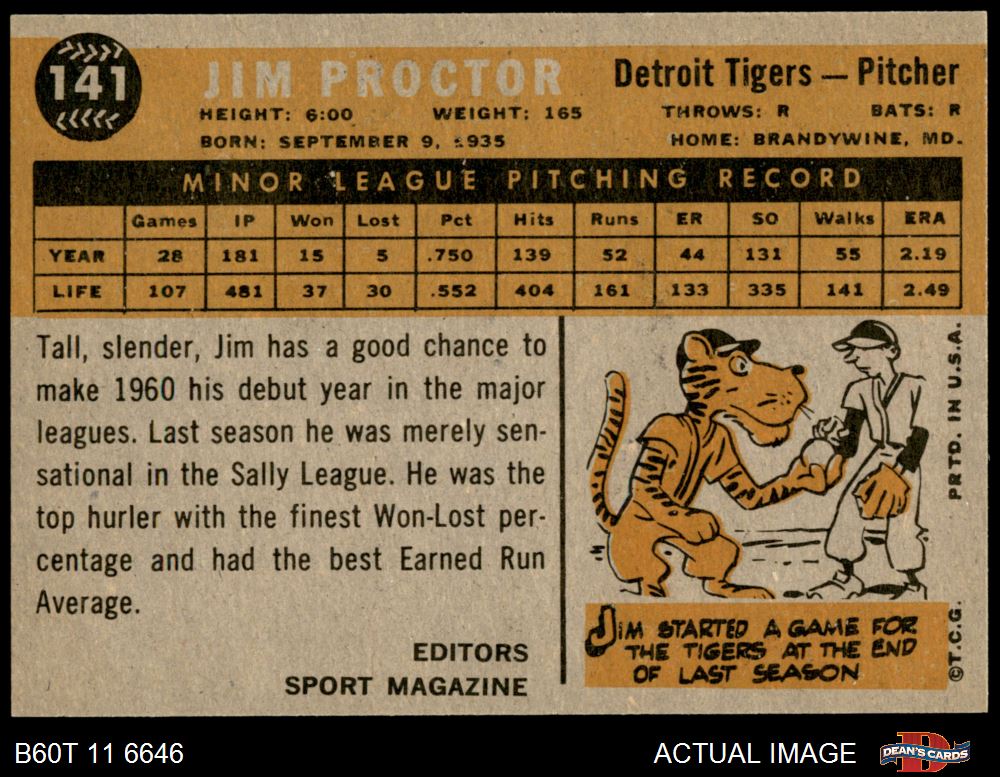 141
JIM PROCTOR
Detroit Tigers — Pitcher
HEIGHT: 6:00 WEIGHT: 165 THROWS: R BATS: R
BORN: SEPTEMBER 9, 1935 HOME: BRANDYWINE, MD.
MINOR LEAGUE PITCHING RECORD
Games IP Won Lost Pct Hits Runs ER SO Walks ERA
YEAR 28 181 15 5 .750 139 52 44 131 55 2.19
LIFE 107 481 37 30 .552 404 161 133 335 141 2.49
Tall, slender, Jim has a good chance to
make 1960 his debut year in the major
leagues. Last season he was merely sen-
sational in the Sally League. He was the
top hurler with the finest Won-Lost per-
centage and had the best Earned Run
Average.
EDITORS
SPORT MAGAZINE
JIM STARTED A GAME FOR
THE TIGERS AT THE END
OF LAST SEASON
©T.C.G. PRTD. IN U.S.A.
B60T 11 6646
ACTUAL IMAGE
D
DEAN'S CARDS